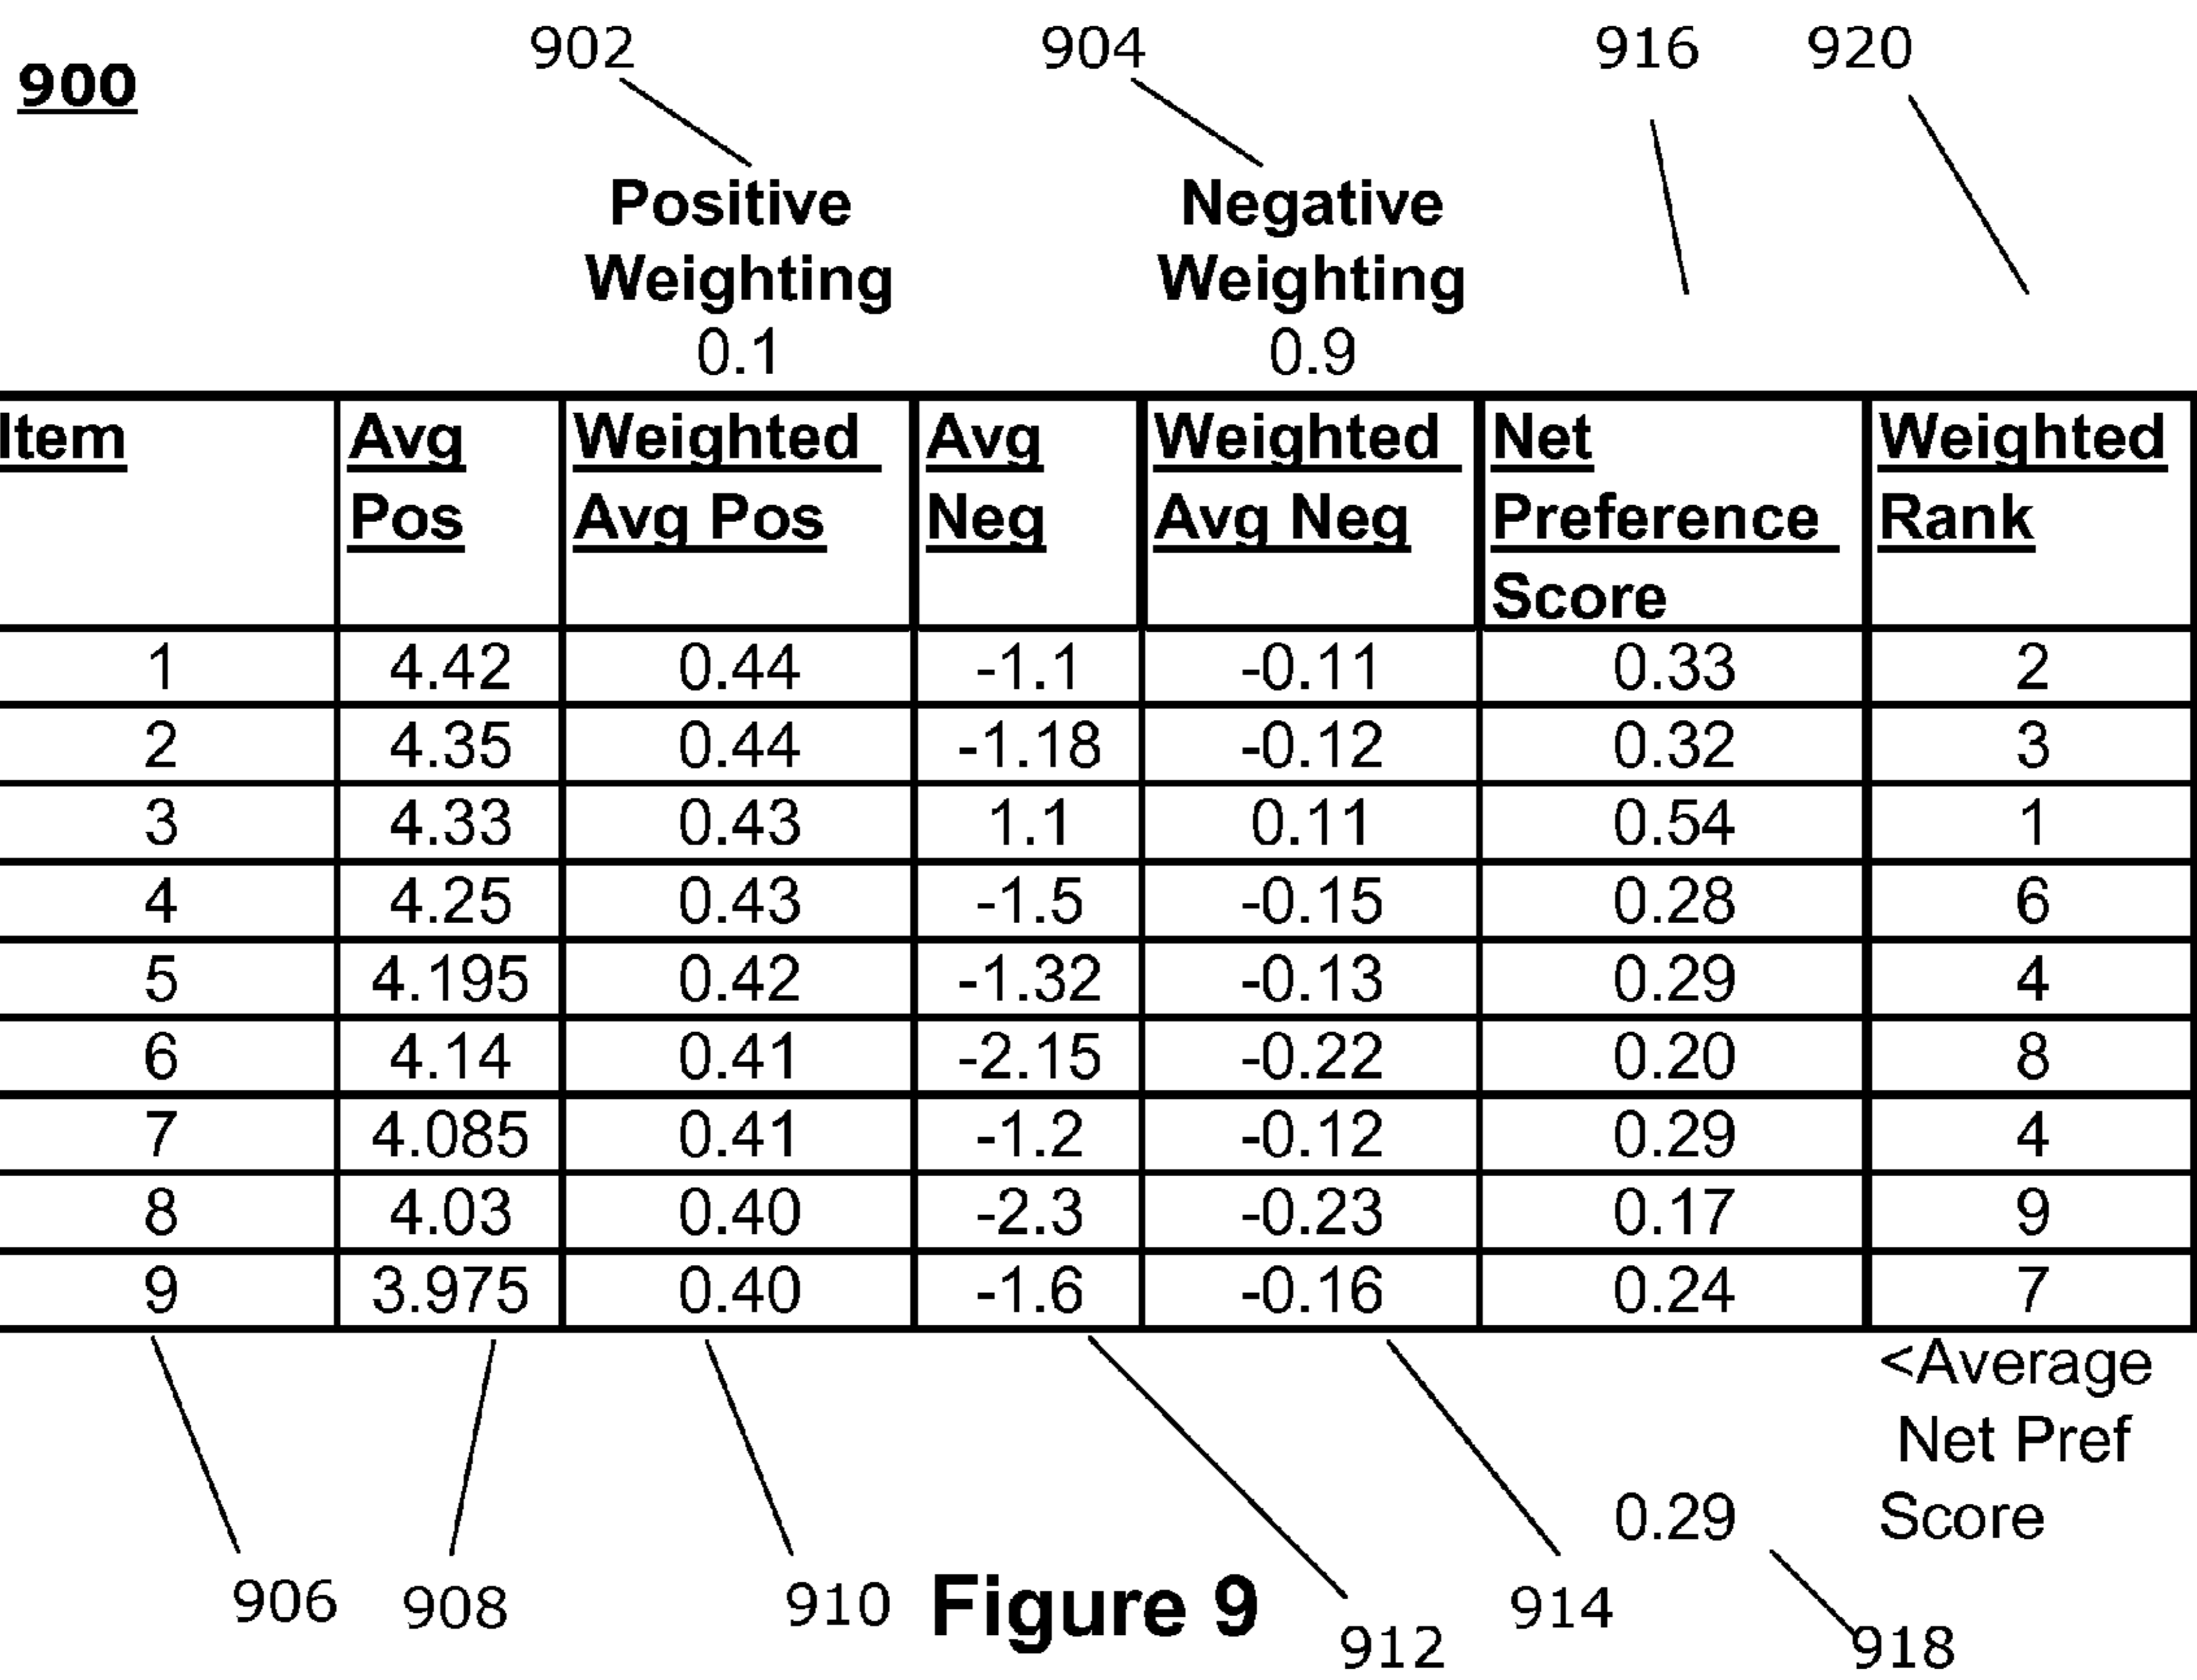 902 904 916 920
900
Positive Negative
Weighting Weighting
0.1 0.9
Item Avg Weighted Avg Weighted Net Weighted
Pos Avg Pos Neg Avg Neg Preference Rank
Score
1 4.42 0.44 -1.1 -0.11 0.33 2
2 4.35 0.44 -1.18 -0.12 0.32 3
3 4.33 0.43 1.1 0.11 0.54 1
4 4.25 0.43 -1.5 -0.15 0.28 6
5 4.195 0.42 -1.32 -0.13 0.29 4
6 4.14 0.41 -2.15 -0.22 0.20 8
7 4.085 0.41 -1.2 -0.12 0.29 4
8 4.03 0.40 -2.3 -0.23 0.17 9
9 3.975 0.40 -1.6 -0.16 0.24 7
<Average
Net Pref
0.29 Score
906 908 910 Figure 9 912 914 918